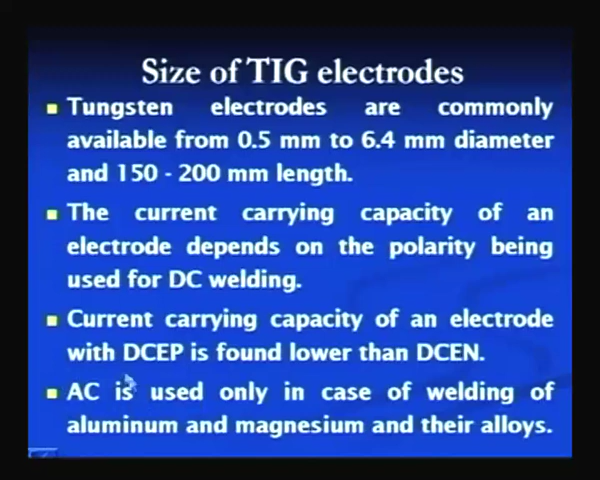 Size of TIG electrodes
Tungsten electrodes are commonly
available from 0.5 mm to 6.4 mm diameter
and 150 - 200 mm length.
The current carrying capacity of an
electrode depends on the polarity being
used for DC welding.
Current carrying capacity of an electrode
with DCEP is found lower than DCEN.
AC is used only in case of welding of
aluminum and magnesium and their alloys.